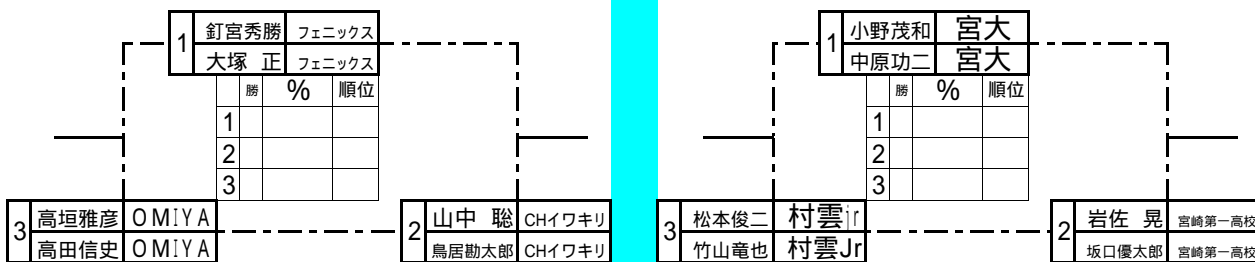 1 釘宮秀勝 フェニックス
大塚 正 フェニックス
勝 % 順位
1
2
3
3 高垣雅彦 OMIYA
高田信史 OMIYA
2 山中 聡 CHイワキリ
鳥居勘太郎 CHイワキリ
1 小野茂和 宮大
中原功二 宮大
勝 % 順位
1
2
3
3 松本俊二 村雲jr
竹山竜也 村雲Jr
2 岩佐 晃 宮崎第一高校
坂口優太郎 宮崎第一高校